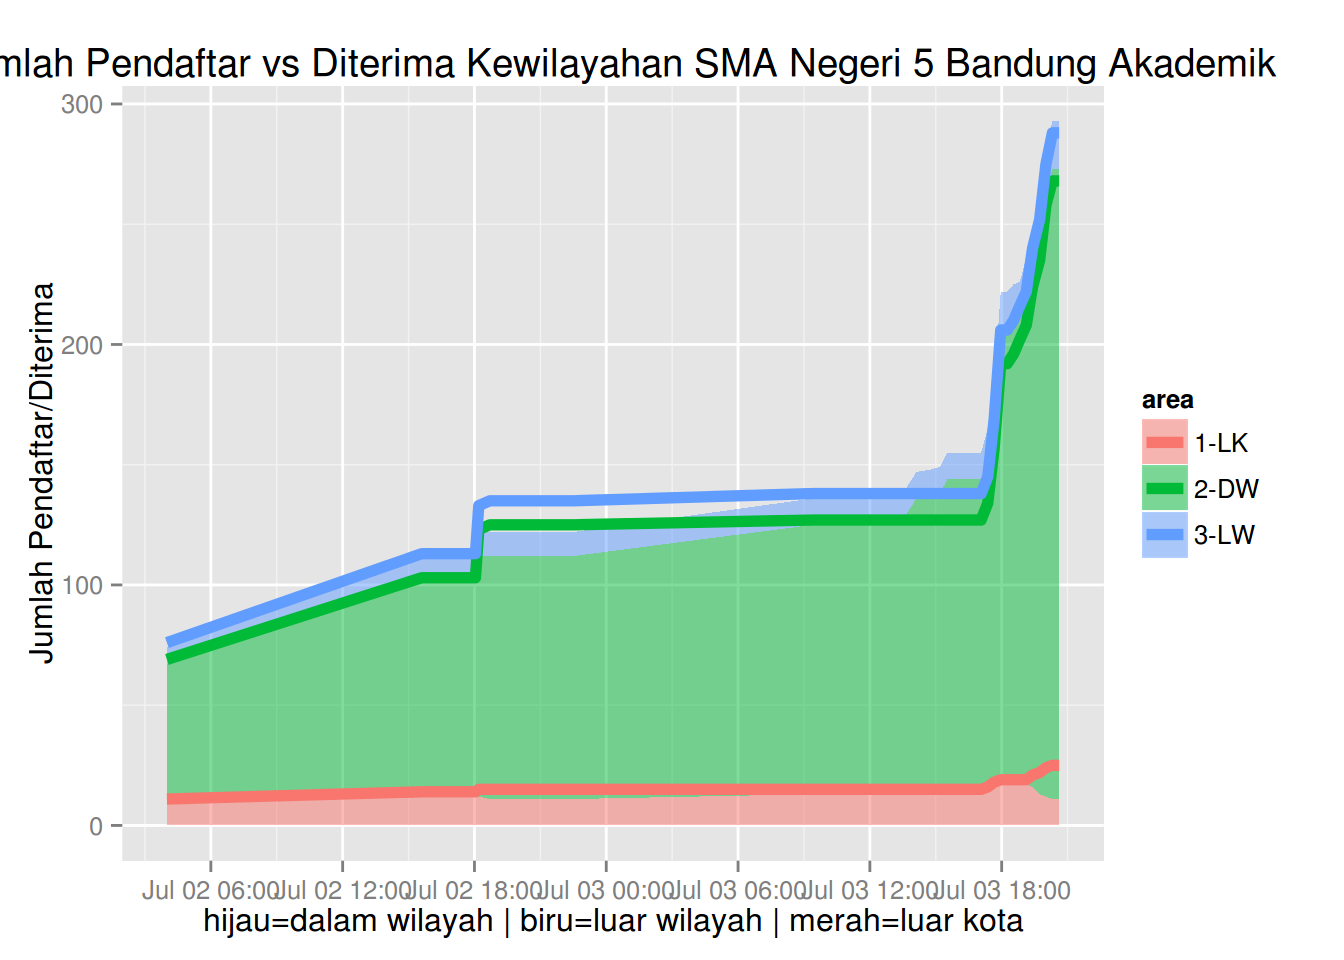 mlah Pendaftar vs Diterima Kewilayahan SMA Negeri 5 Bandung Akademik
Jumlah Pendaftar/Diterima
300
200
100
0
Jul 02 06:00 Jul 02 12:00 Jul 02 18:00 Jul 03 00:00 Jul 03 06:00 Jul 03 12:00 Jul 03 18:00
hijau=dalam wilayah | biru=luar wilayah | merah=luar kota
area
1-LK
2-DW
3-LW